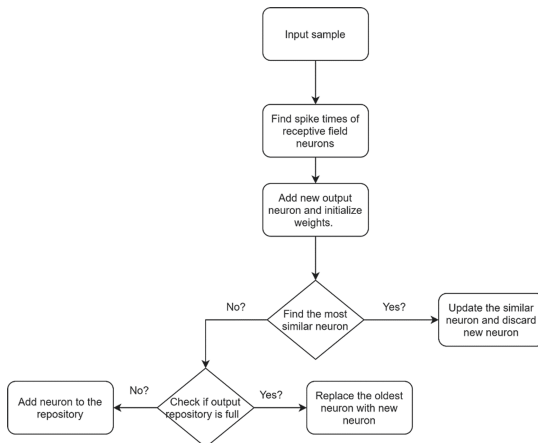 Input sample
Find spike times of
receptive field
neurons
Add new output
neuron and initialize
weights.
No?
Find the most
similar neuron
Yes?
Update the similar
neuron and discard
new neuron
Add neuron to the
repository
No?
Check if output
repository is full
Yes?
Replace the oldest
neuron with new
neuron